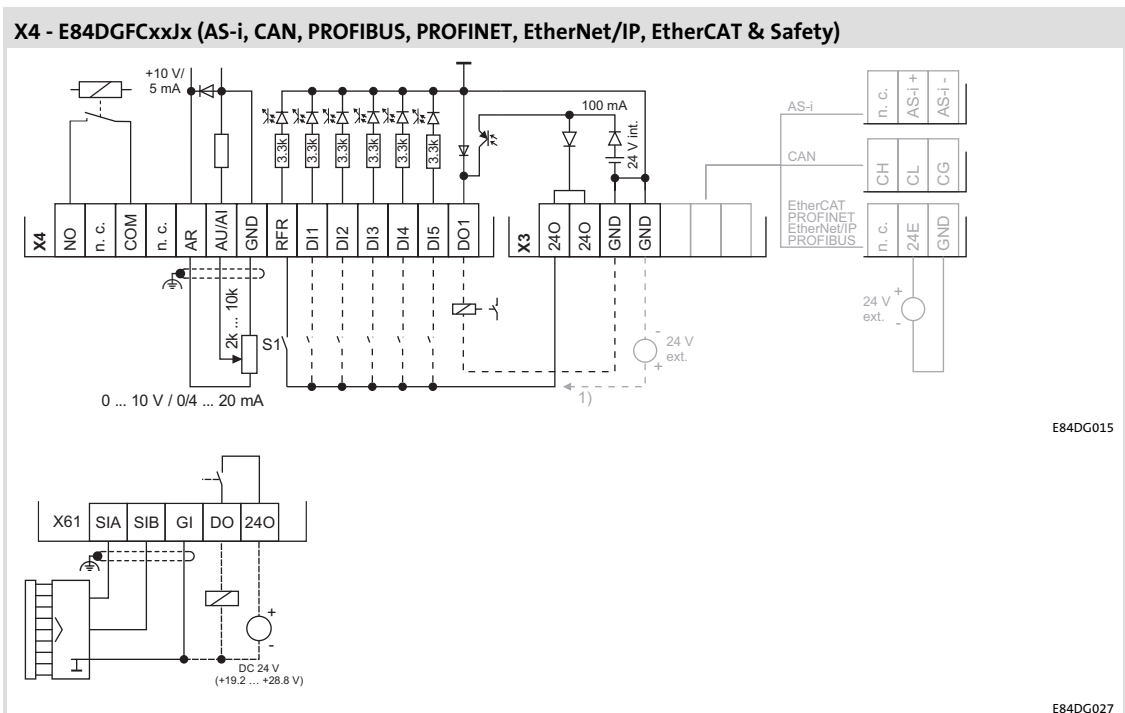 X4 - E84DGFCxxJx (AS-i, CAN, PROFIBUS, PROFINET, EtherNet/IP, EtherCAT & Safety)
+10 V/
5 mA
3.3k
3.3k
3.3k
3.3k
3.3k
3.3k
100 mA
24 V int.
X4
NO
n. c.
COM
n. c.
AR
AU/AI
GND
RFR
DI1
DI2
DI3
DI4
DI5
DO1
X3
24O
24O
GND
GND
AS-i
n. c.
AS-i +
AS-i -
CAN
CH
CL
CG
EtherCAT
PROFINET
EtherNet/IP
PROFIBUS
n. c.
24E
GND
24 V
ext.
+
-
2k ... 10k
S1
0 ... 10 V / 0/4 ... 20 mA
-
24 V
ext.
+
1)
E84DG015
X61
SIA
SIB
GI
DO
24O
+
-
DC 24 V
(+19.2 ... +28.8 V)
E84DG027